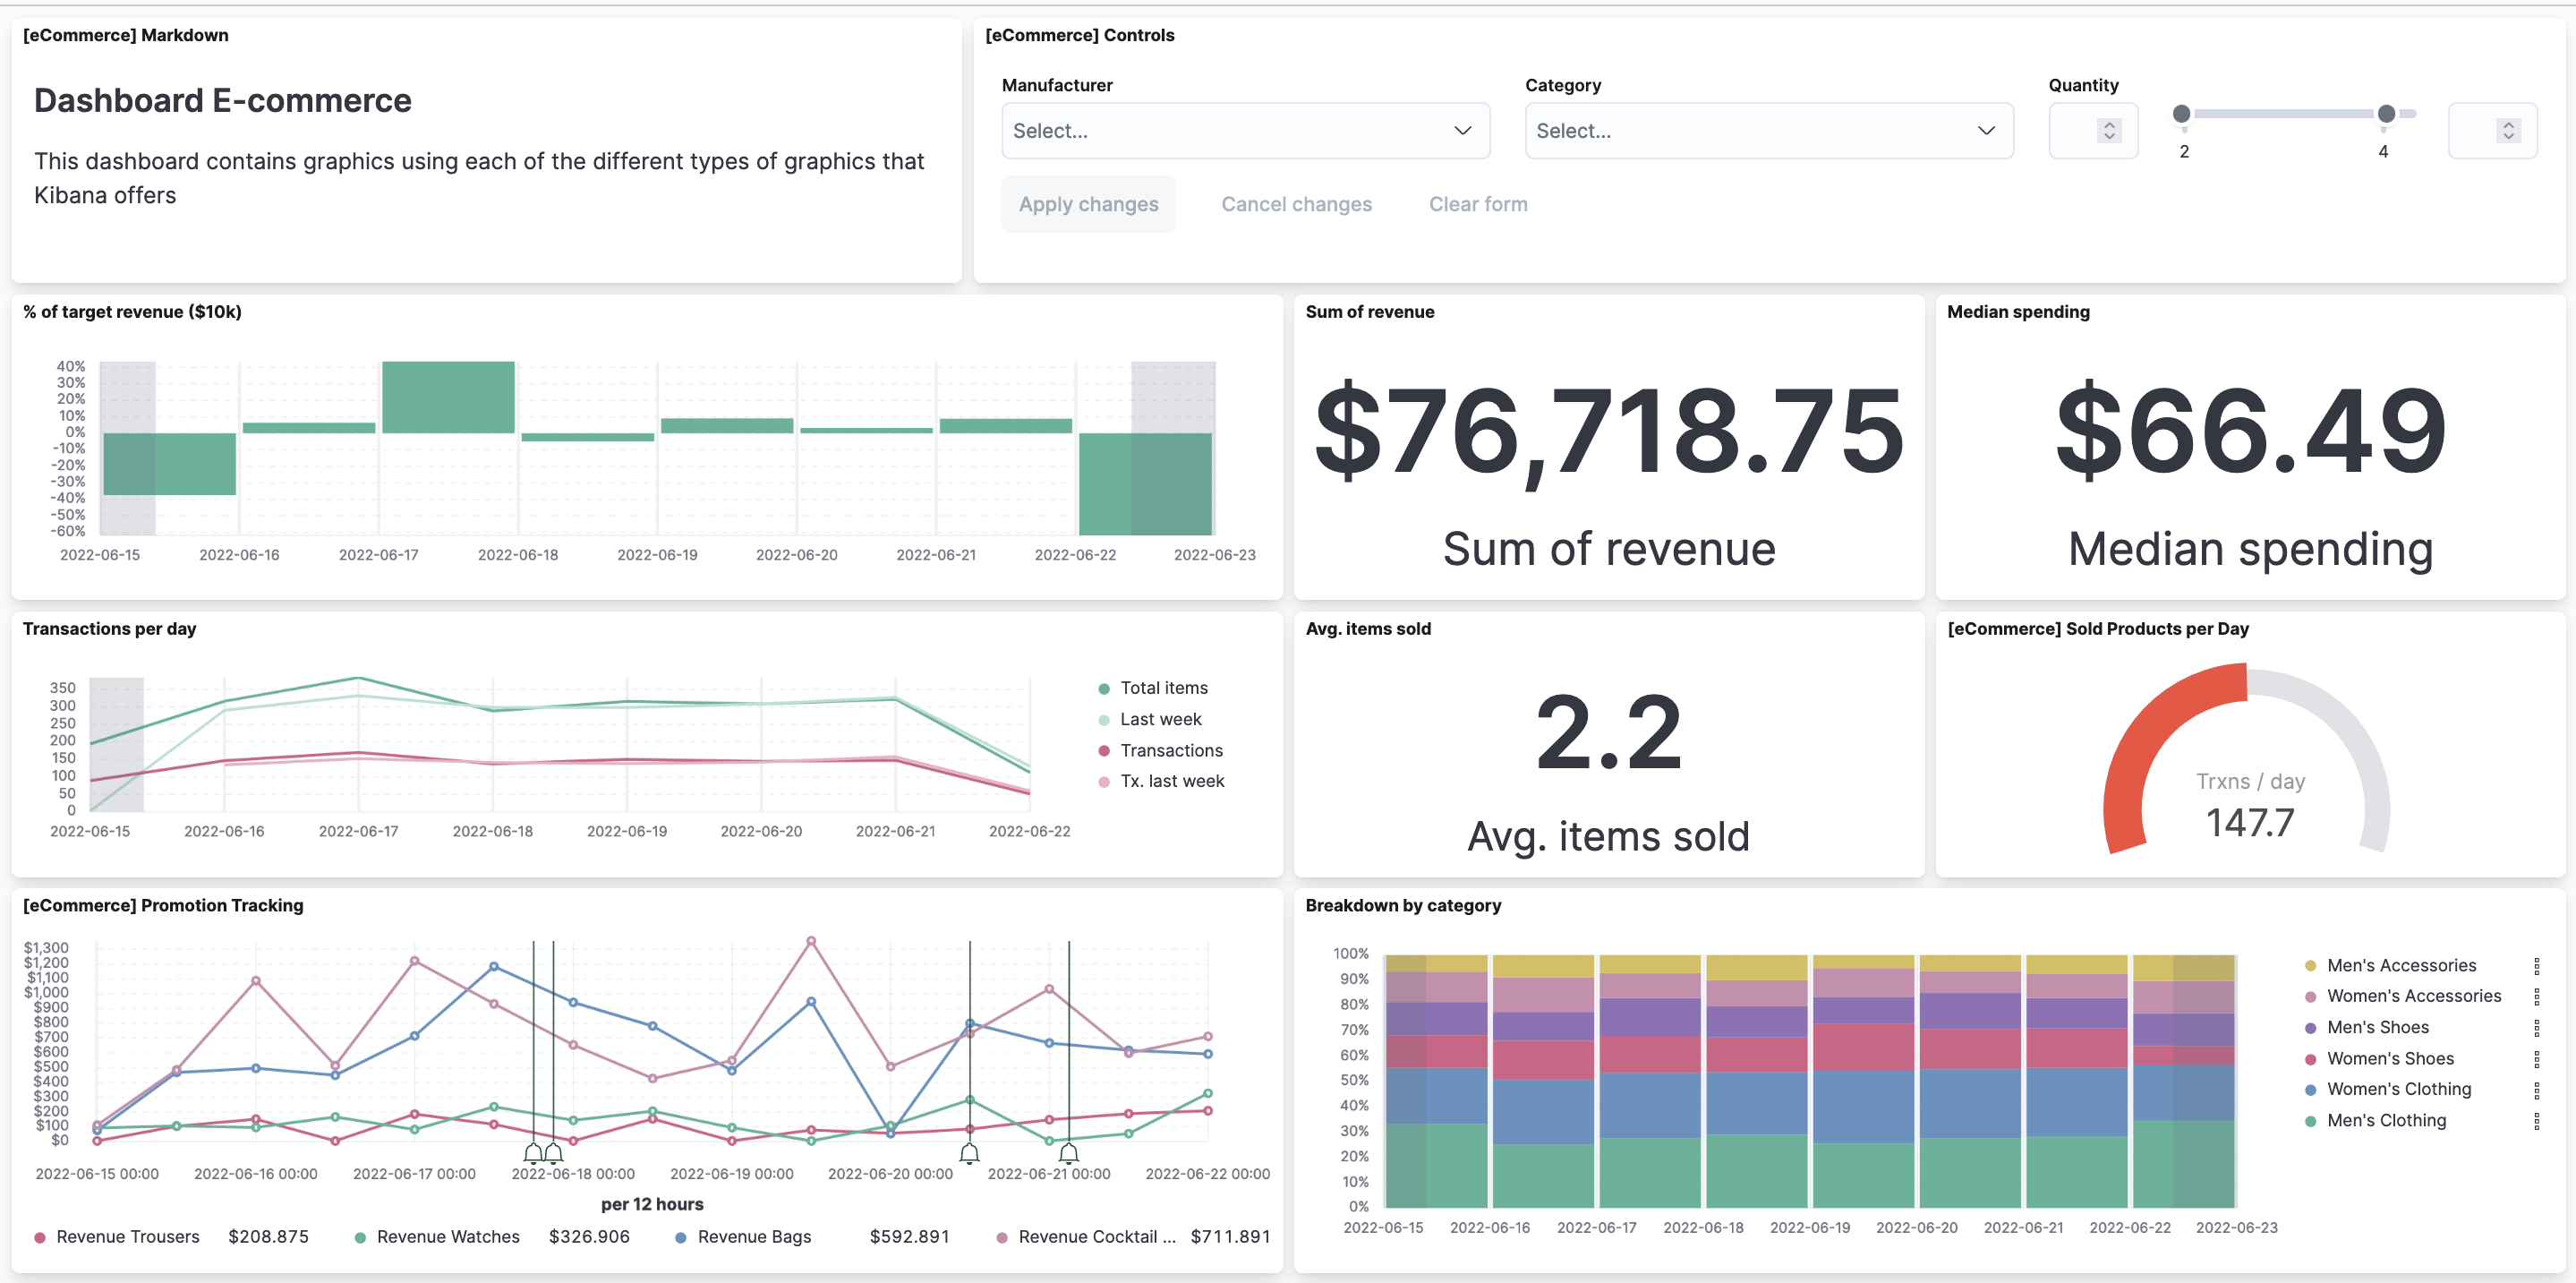 [eCommerce] Markdown
Dashboard E-commerce
This dashboard contains graphics using each of the different types of graphics that
Kibana offers
[eCommerce] Controls
Manufacturer
Select...
Category
Select...
Quantity
2
4
Apply changes
Cancel changes
Clear form
% of target revenue ($10k)
40%
30%
20%
10%
0%
-10%
-20%
-30%
-40%
-50%
-60%
2022-06-15 2022-06-16 2022-06-17 2022-06-18 2022-06-19 2022-06-20 2022-06-21 2022-06-22 2022-06-23
Sum of revenue
$76,718.75
Sum of revenue
Median spending
$66.49
Median spending
Transactions per day
350
300
250
200
150
100
50
0
2022-06-15 2022-06-16 2022-06-17 2022-06-18 2022-06-19 2022-06-20 2022-06-21 2022-06-22
Total items
Last week
Transactions
Tx. last week
Avg. items sold
2.2
Avg. items sold
[eCommerce] Sold Products per Day
Trxns / day
147.7
[eCommerce] Promotion Tracking
$1,300
$1,200
$1,100
$1,000
$900
$800
$700
$600
$500
$400
$300
$200
$100
$0
2022-06-15 00:00 2022-06-16 00:00 2022-06-17 00:00 2022-06-18 00:00 2022-06-19 00:00 2022-06-20 00:00 2022-06-21 00:00 2022-06-22 00:00
per 12 hours
Revenue Trousers $208.875 Revenue Watches $326.906 Revenue Bags $592.891 Revenue Cocktail ... $711.891
Breakdown by category
100%
90%
80%
70%
60%
50%
40%
30%
20%
10%
0%
2022-06-15 2022-06-16 2022-06-17 2022-06-18 2022-06-19 2022-06-20 2022-06-21 2022-06-22 2022-06-23
Men's Accessories
Women's Accessories
Men's Shoes
Women's Shoes
Women's Clothing
Men's Clothing